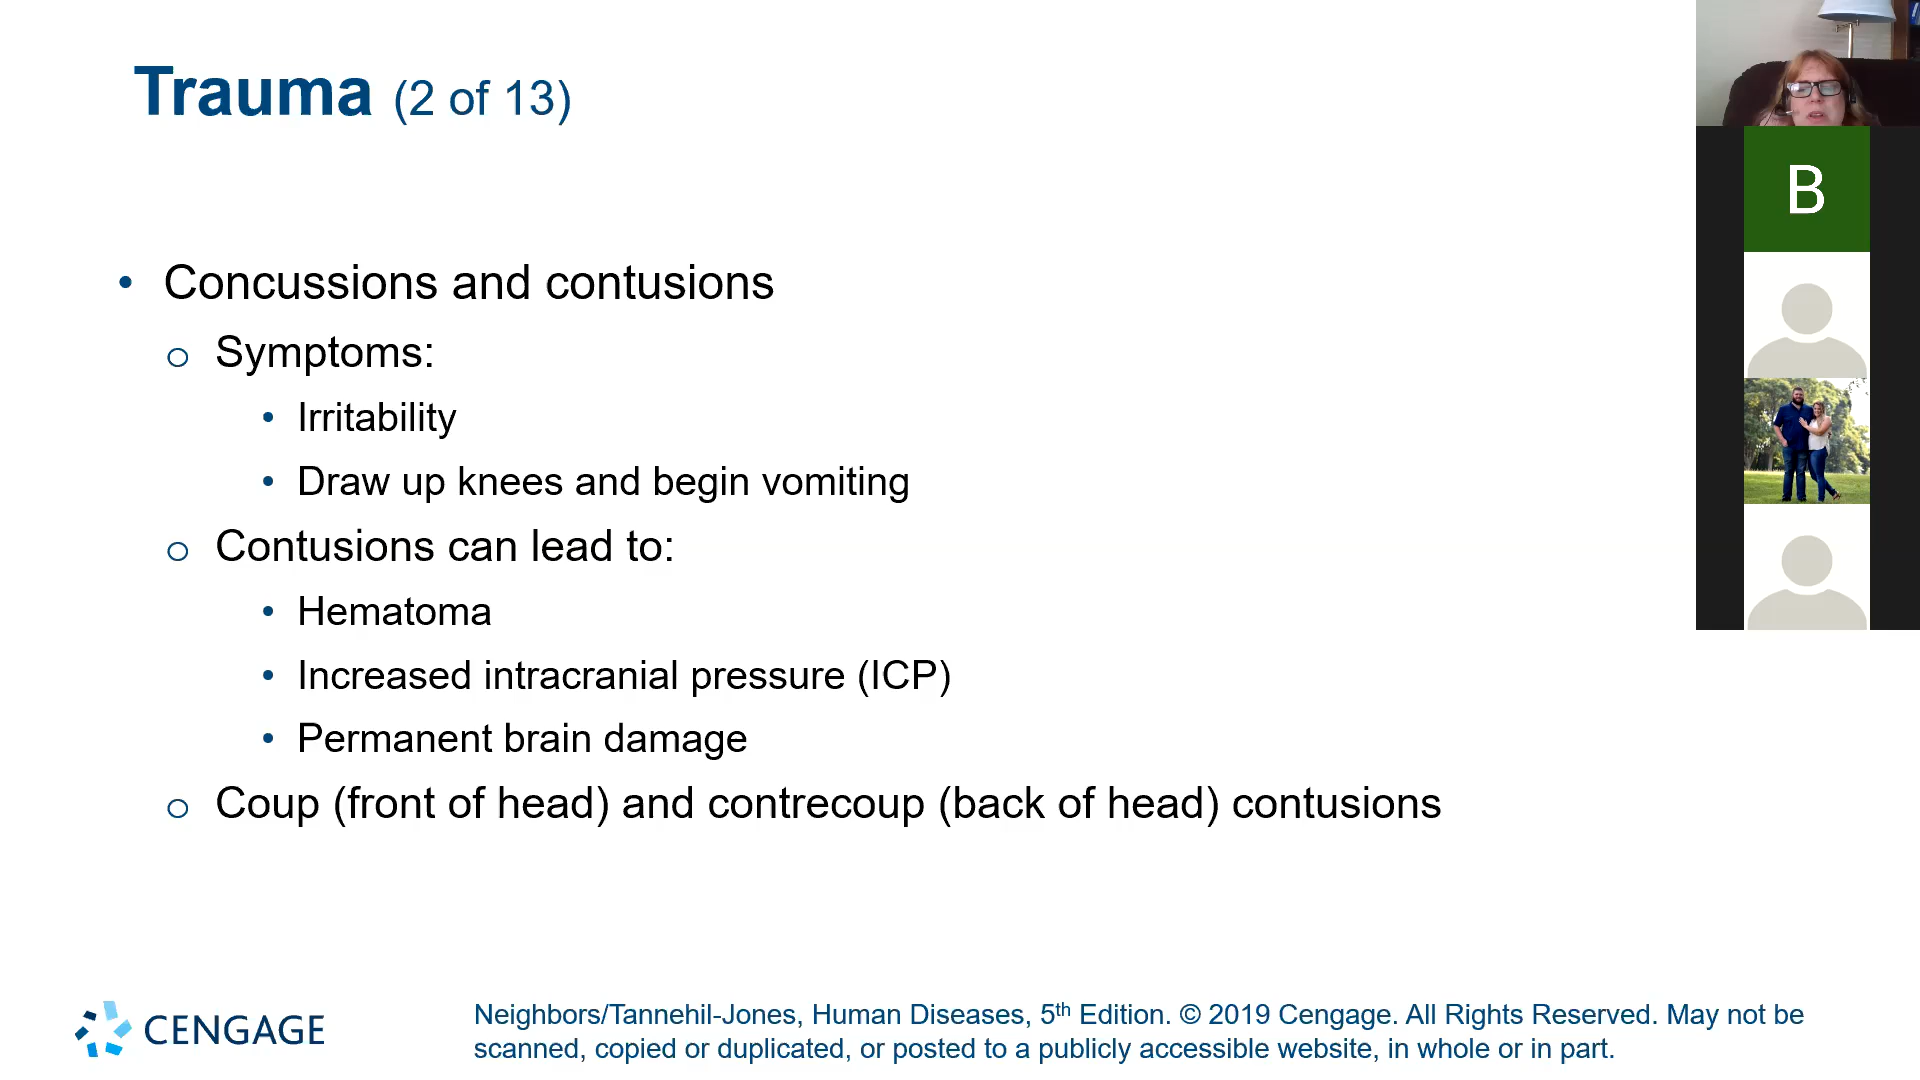 Trauma (2 of 13)
B
• Concussions and contusions
o Symptoms:
• Irritability
• Draw up knees and begin vomiting
o Contusions can lead to:
• Hematoma
• Increased intracranial pressure (ICP)
• Permanent brain damage
o Coup (front of head) and contrecoup (back of head) contusions
CENGAGE
Neighbors/Tannehil-Jones, Human Diseases, 5th Edition. © 2019 Cengage. All Rights Reserved. May not be
scanned, copied or duplicated, or posted to a publicly accessible website, in whole or in part.